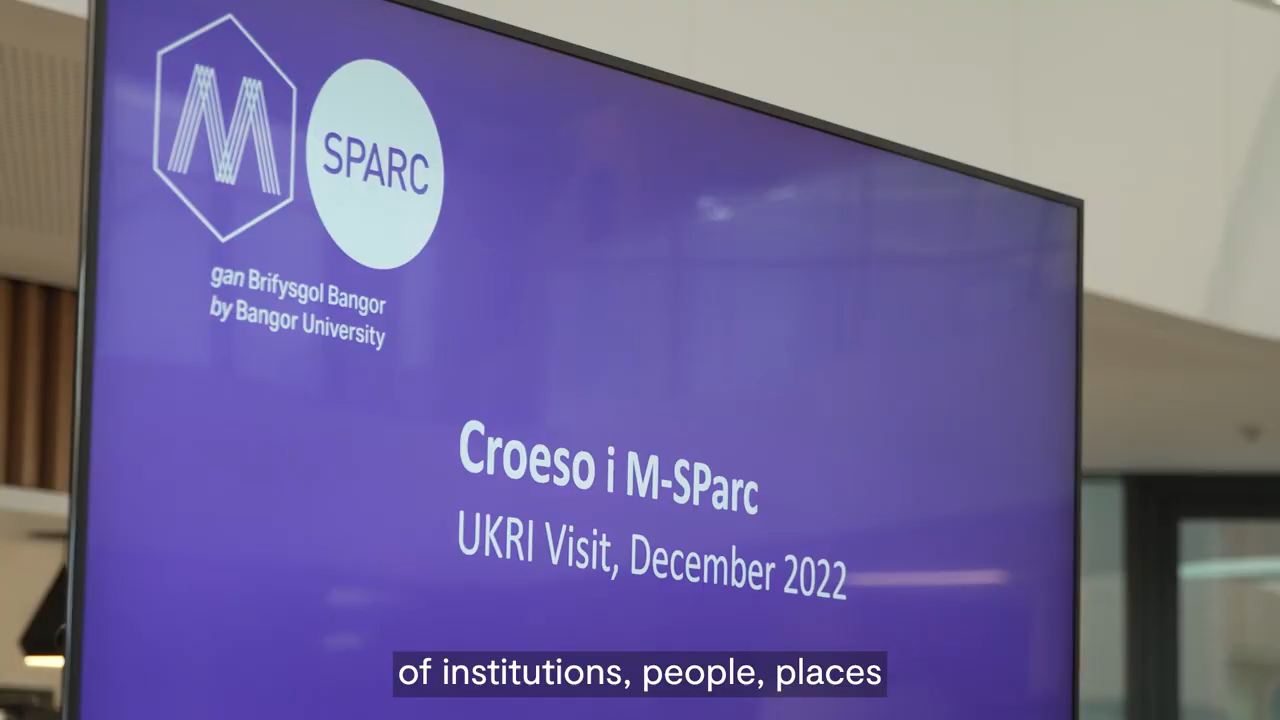 M
SPARC
gan Brifysgol Bangor
by Bangor University
Croeso i M-SParc
UKRI Visit, December 2022
of institutions, people, places